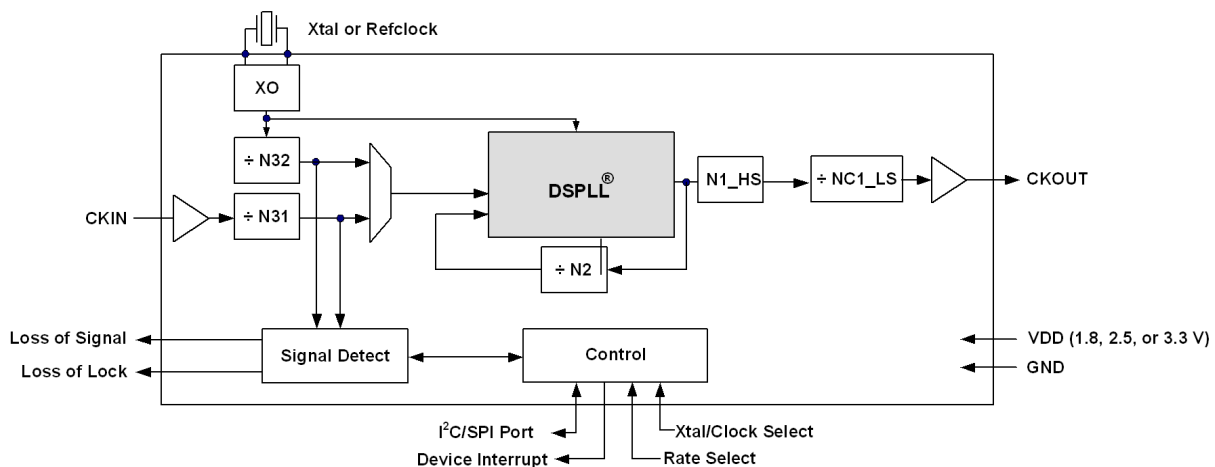 Xtal or Refclock
XO
÷ N32
÷ N31
CKIN
DSPLL®
N1_HS
÷ NC1_LS
CKOUT
÷ N2
Loss of Signal
Loss of Lock
Signal Detect
Control
VDD (1.8, 2.5, or 3.3 V)
GND
I²C/SPI Port
Device Interrupt
Xtal/Clock Select
Rate Select